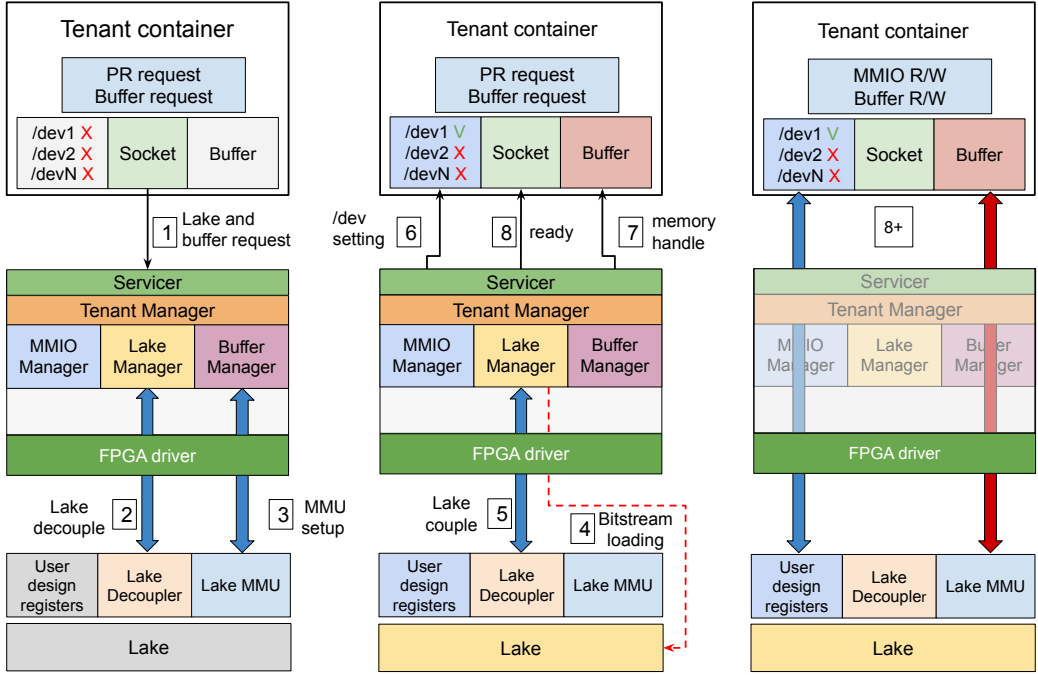 Tenant container
PR request
Buffer request
/dev1 X
/dev2 X
/devN X
Socket
Buffer
1
Lake and
buffer request
Servicer
Tenant Manager
MMIO
Manager
Lake
Manager
Buffer
Manager
FPGA driver
Lake
decouple
2
3
MMU
setup
User
design
registers
Lake
Decoupler
Lake MMU
Lake
Tenant container
PR request
Buffer request
/dev1 V
/dev2 X
/devN X
Socket
Buffer
/dev
setting
6
8
ready
7
memory
handle
Servicer
Tenant Manager
MMIO
Manager
Lake
Manager
Buffer
Manager
FPGA driver
Lake
couple
5
4
Bitstream
loading
User
design
registers
Lake
Decoupler
Lake MMU
Lake
Tenant container
MMIO R/W
Buffer R/W
/dev1 V
/dev2 X
/devN X
Socket
Buffer
8+
Servicer
Tenant Manager
MMIO
Manager
Lake
Manager
Buffer
Manager
FPGA driver
User
design
registers
Lake
Decoupler
Lake MMU
Lake